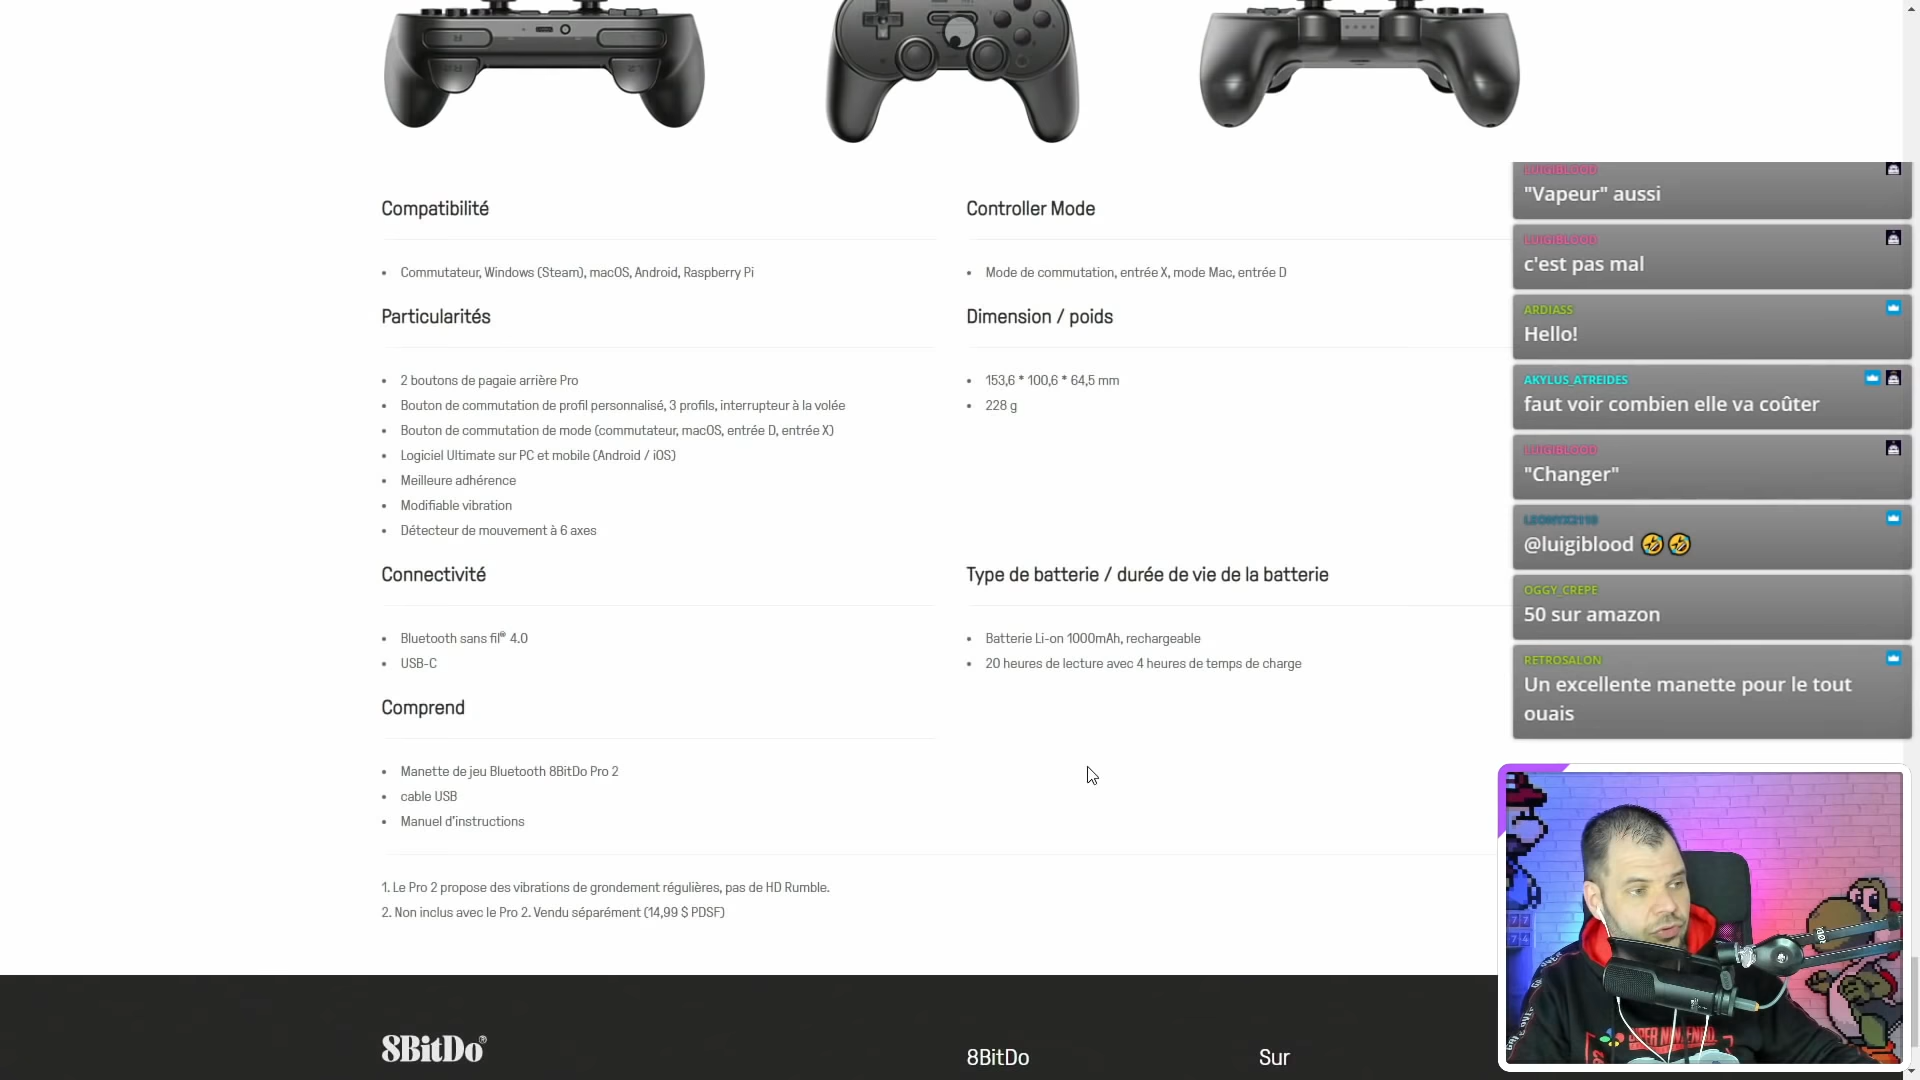 Compatibilité
Commutateur, Windows (Steam), macOS, Android, Raspberry Pi
Controller Mode
Mode de commutation, entrée X, mode Mac, entrée D
Particularités
2 boutons de pagaie arrière Pro
Bouton de commutation de profil personnalisé, 3 profils, interrupteur à la volée
Bouton de commutation de mode (commutateur, macOS, entrée D, entrée X)
Logiciel Ultimate sur PC et mobile (Android / iOS)
Meilleure adhérence
Modifiable vibration
Détecteur de mouvement à 6 axes
Dimension / poids
153,6 * 100,6 * 64,5 mm
228 g
Connectivité
Bluetooth sans fil® 4.0
USB-C
Type de batterie / durée de vie de la batterie
Batterie Li-on 1000mAh, rechargeable
20 heures de lecture avec 4 heures de temps de charge
Comprend
Manette de jeu Bluetooth 8BitDo Pro 2
cable USB
Manuel d'instructions
1. Le Pro 2 propose des vibrations de grondement régulières, pas de HD Rumble.
2. Non inclus avec le Pro 2. Vendu séparément (14,99 $ PDSF)
8BitDo®
8BitDo
Sur
LUIGIBLOOD
"Vapeur" aussi
LUIGIBLOOD
c'est pas mal
ARDIASS
Hello!
AKYLUS_ATREIDES
faut voir combien elle va coûter
LUIGIBLOOD
"Changer"
@luigiblood 🤣🤣
OGGY_CREPE
50 sur amazon
RETROSALON
Un excellente manette pour le tout
ouais